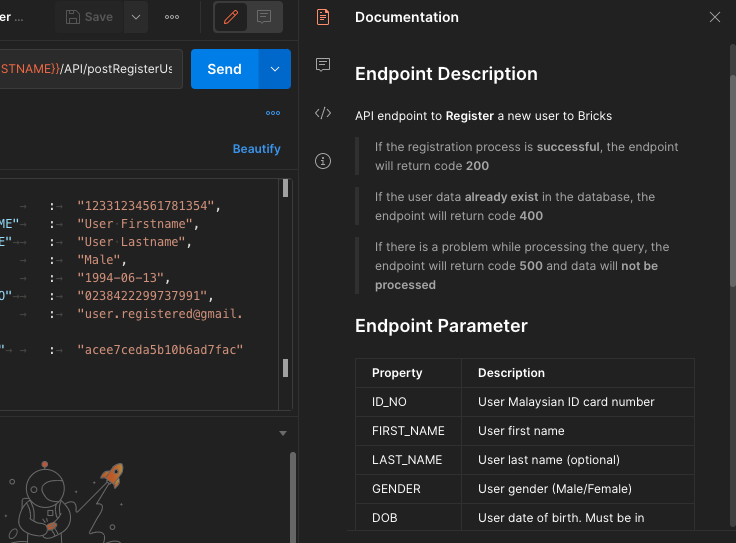 er ...
Save
STNAME}}/API/postRegisterUs
Send
Beautify
: "12331234561781354",
ME" : "User Firstname",
E" : "User Lastname",
: "Male",
: "1994-06-13",
O" : "0238422299737991",
: "user.registered@gmail.
" : "acee7ceda5b10b6ad7fac"
Documentation
Endpoint Description
API endpoint to Register a new user to Bricks
If the registration process is successful, the endpoint
will return code 200
If the user data already exist in the database, the
endpoint will return code 400
If there is a problem while processing the query, the
endpoint will return code 500 and data will not be
processed
Endpoint Parameter
Property Description
ID_NO User Malaysian ID card number
FIRST_NAME User first name
LAST_NAME User last name (optional)
GENDER User gender (Male/Female)
DOB User date of birth. Must be in